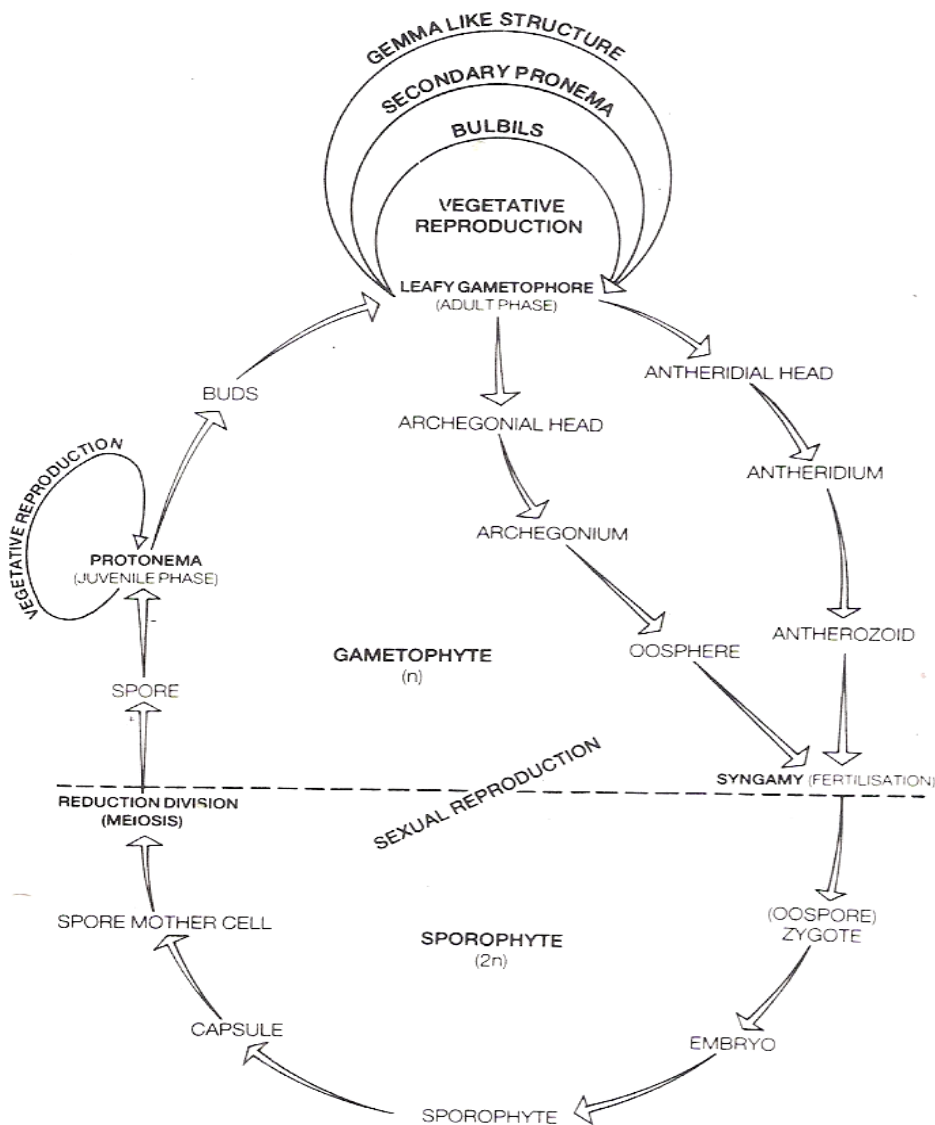 GEMMA LIKE STRUCTURE
SECONDARY PRONEMA
BULBILS
VEGETATIVE
REPRODUCTION
LEAFY GAMETOPHORE
(ADULT PHASE)
ANTHERIDIAL HEAD
BUDS
ARCHEGONIAL HEAD
VEGETATIVE REPRODUCTION
ANTHERIDIUM
ARCHEGONIUM
PROTONEMA
(JUVENILE PHASE)
ANTHEROZOID
OOSPHERE
GAMETOPHYTE
(n)
SPORE
SYNGAMY (FERTILISATION)
SEXUAL REPRODUCTION
REDUCTION DIVISION
(MEIOSIS)
SPORE MOTHER CELL
(OOSPORE)
ZYGOTE
SPOROPHYTE
(2n)
CAPSULE
EMBRYO
SPOROPHYTE